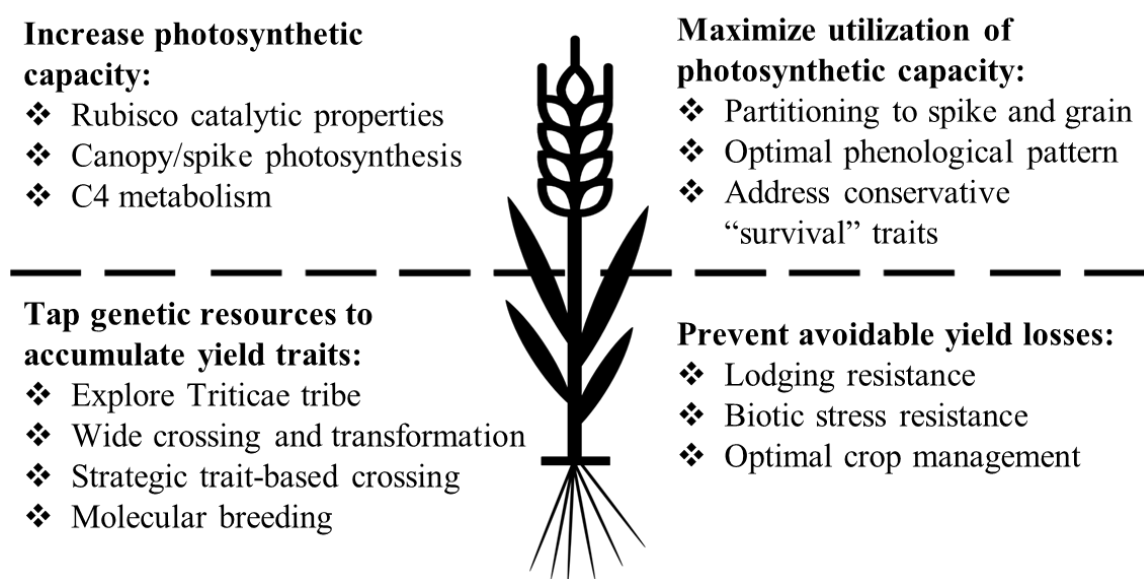 Increase photosynthetic
capacity:
❖ Rubisco catalytic properties
❖ Canopy/spike photosynthesis
❖ C4 metabolism
Maximize utilization of
photosynthetic capacity:
❖ Partitioning to spike and grain
❖ Optimal phenological pattern
❖ Address conservative
“survival” traits
Tap genetic resources to
accumulate yield traits:
❖ Explore Triticae tribe
❖ Wide crossing and transformation
❖ Strategic trait-based crossing
❖ Molecular breeding
Prevent avoidable yield losses:
❖ Lodging resistance
❖ Biotic stress resistance
❖ Optimal crop management